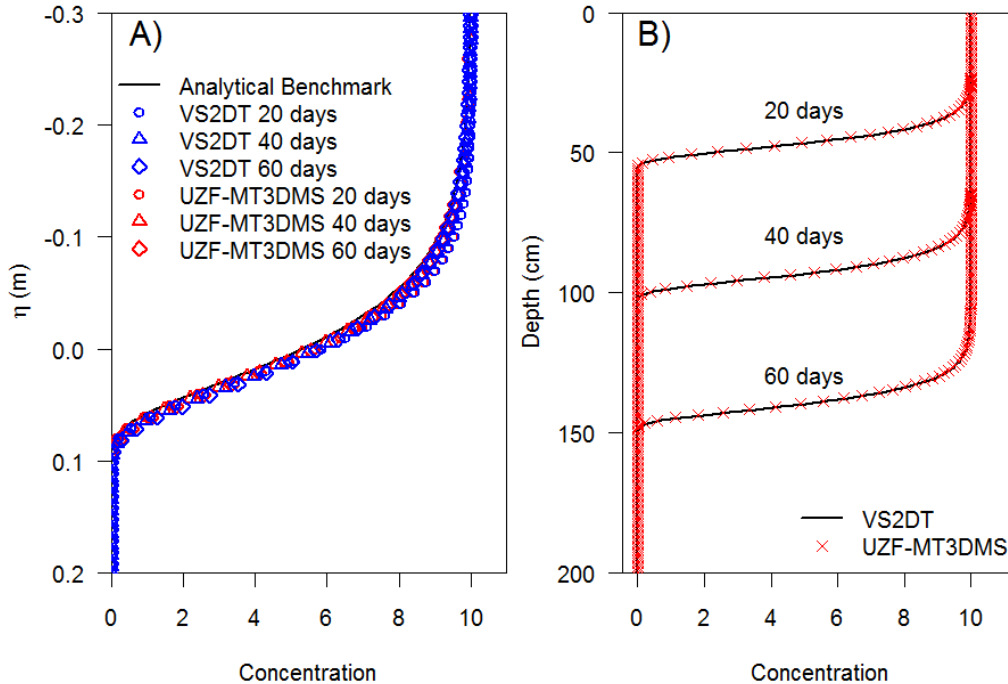 A)
-0.3
-0.2
-0.1
0.0
0.1
0.2
η (m)
Analytical Benchmark
VS2DT 20 days
VS2DT 40 days
VS2DT 60 days
UZF-MT3DMS 20 days
UZF-MT3DMS 40 days
UZF-MT3DMS 60 days
0 2 4 6 8 10
Concentration
B)
0
50
100
150
200
Depth (cm)
20 days
40 days
60 days
VS2DT
UZF-MT3DMS
0 2 4 6 8 10
Concentration